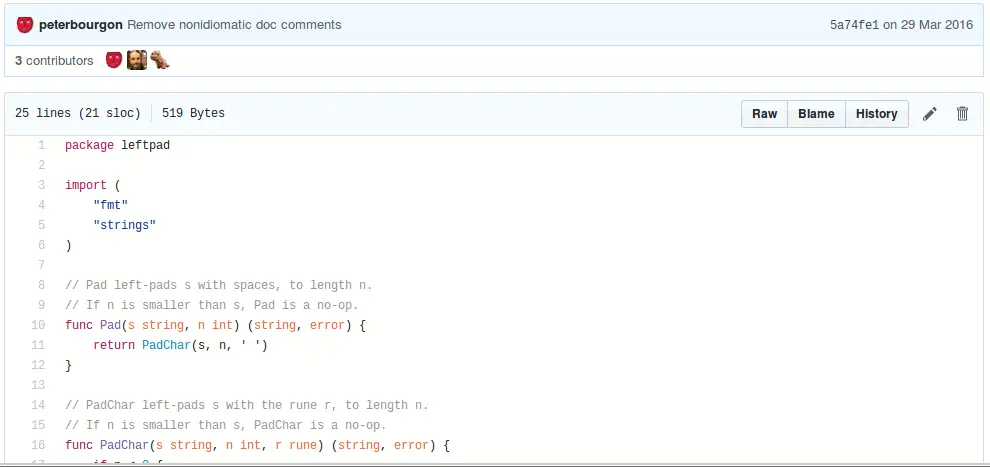 peterbourgon Remove nonidiomatic doc comments 5a74fe1 on 29 Mar 2016
3 contributors
25 lines (21 sloc) 519 Bytes Raw Blame History
1 package leftpad
2
3 import (
4 "fmt"
5 "strings"
6 )
7
8 // Pad left-pads s with spaces, to length n.
9 // If n is smaller than s, Pad is a no-op.
10 func Pad(s string, n int) (string, error) {
11 return PadChar(s, n, ' ')
12 }
13
14 // PadChar left-pads s with the rune r, to length n.
15 // If n is smaller than s, PadChar is a no-op.
16 func PadChar(s string, n int, r rune) (string, error) {